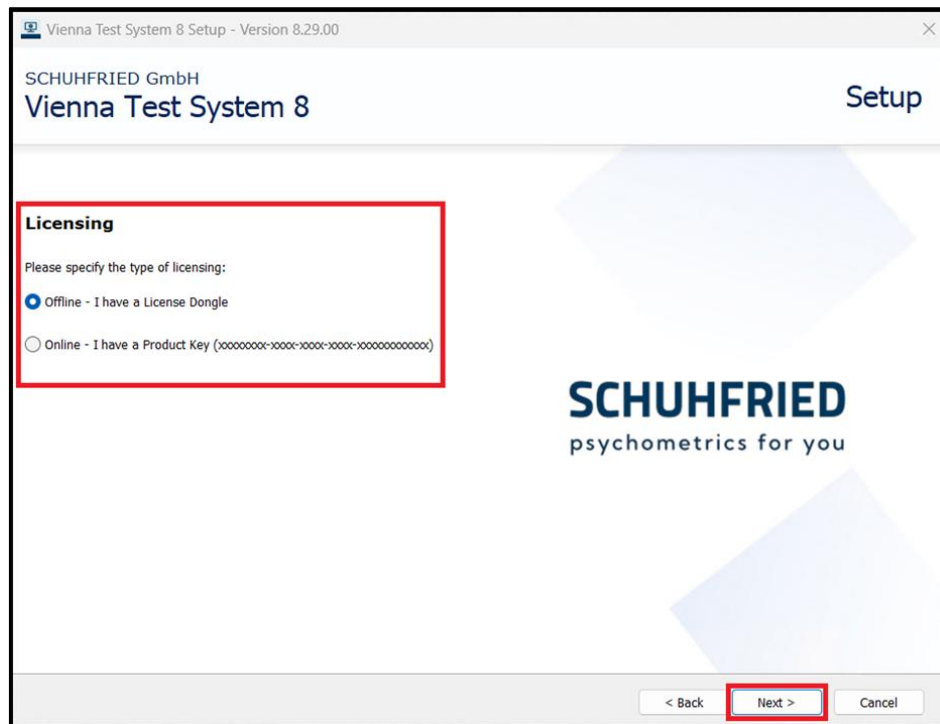 Vienna Test System 8 Setup - Version 8.29.00
SCHUHFRIED GmbH
Vienna Test System 8
Setup
Licensing
Please specify the type of licensing:
Offline - I have a License Dongle
Online - I have a Product Key (xxxxxxxx-xxxx-xxxx-xxxx-xxxxxxxxxxxx)
SCHUHFRIED
psychometrics for you
< Back
Next >
Cancel